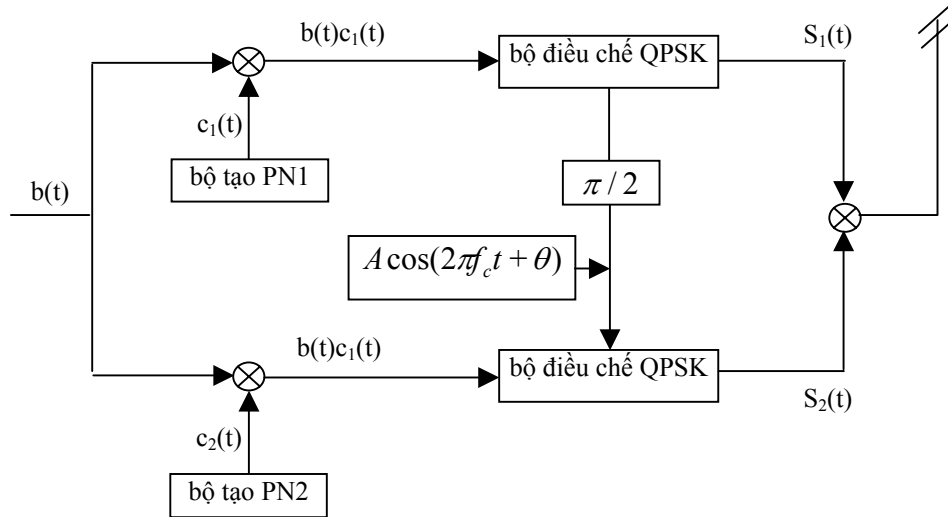 b(t)c₁(t)
bộ điều chế QPSK
S₁(t)
c₁(t)
bộ tạo PN1
π / 2
b(t)
A cos(2πf_c t + θ)
b(t)c₁(t)
bộ điều chế QPSK
S₂(t)
c₂(t)
bộ tạo PN2